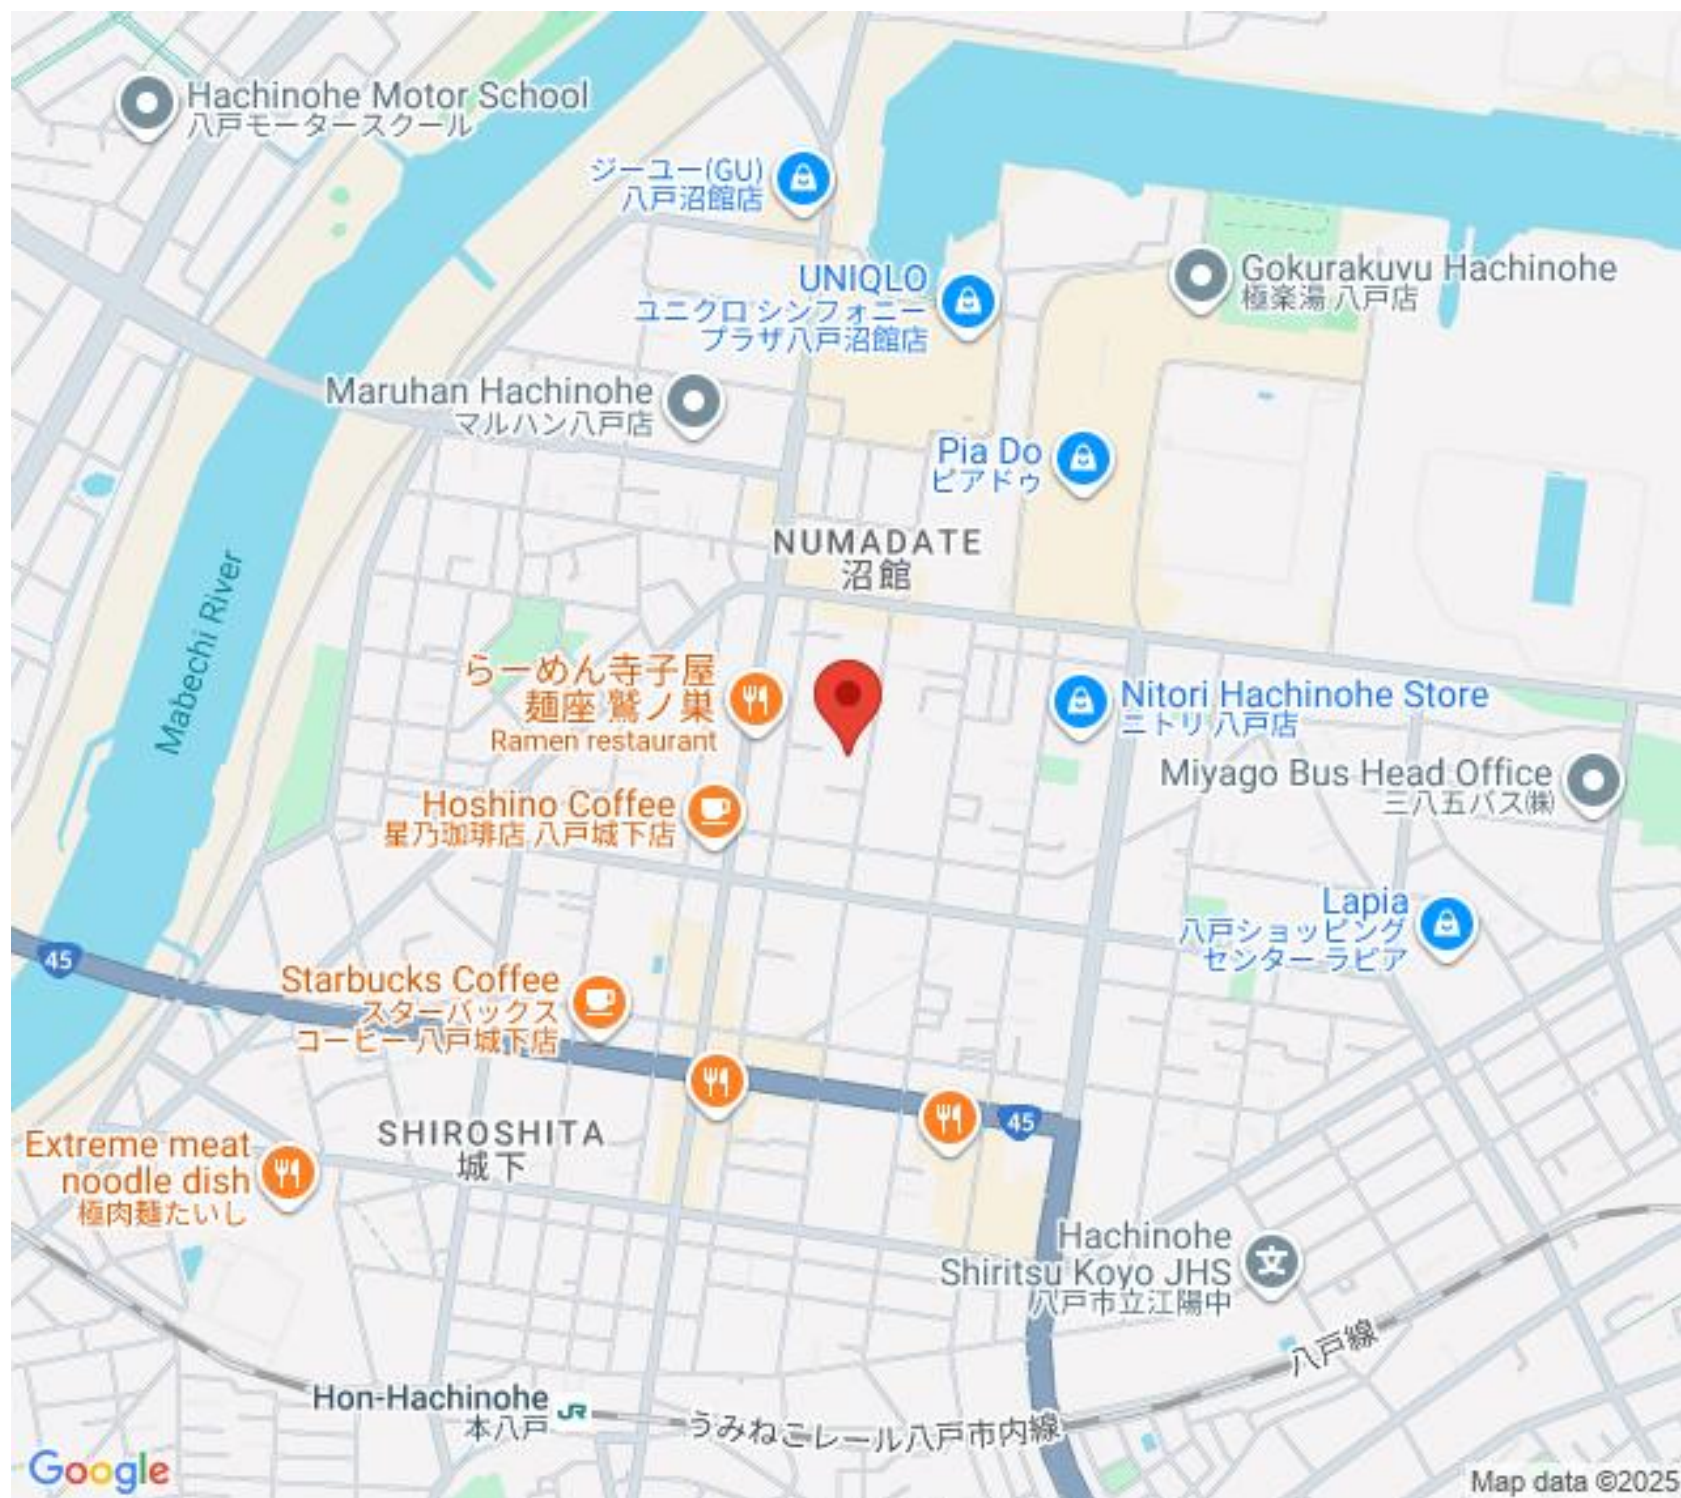 Hachinohe Motor School
八戸モータースクール
ジーユー(GU)
八戸沼館店
UNIQLO
ユニクロ シンフォニー
プラザ八戸沼館店
Gokurakuyu Hachinohe
極楽湯 八戸店
Maruhan Hachinohe
マルハン八戸店
Pia Do
ピアドゥ
NUMADATE
沼館
Mabechi River
らーめん寺子屋
麺座 鷲ノ巣
Ramen restaurant
Nitori Hachinohe Store
ニトリ 八戸店
Miyago Bus Head Office
三八五バス㈱
Hoshino Coffee
星乃珈琲店 八戸城下店
Lapia
八戸ショッピング
センター ラピア
45
Starbucks Coffee
スターバックス
コーヒー 八戸城下店
45
SHIROSHITA
城下
Extreme meat
noodle dish
極肉麺たいし
Hachinohe
Shiritsu Koyo JHS
八戸市立江陽中
文
八戸線
Hon-Hachinohe
本八戸
JR
うみねこレール八戸市内線
Google
Map data ©2025